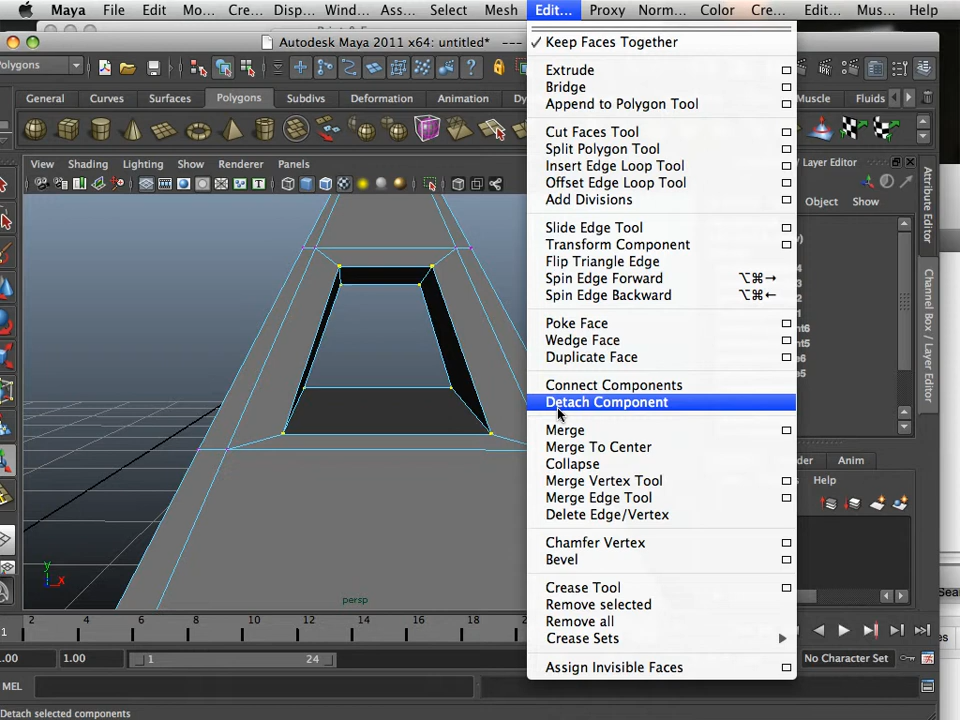 Maya File Edit Mo... Cre... Disp... Wind... Ass... Select Mesh Edit... Proxy Norm... Color Cre... Edit... Mus... Help
Autodesk Maya 2011 x64: untitled* ---
Polygons
General Curves Surfaces Polygons Subdivs Deformation Animation Dy
Muscle Fluids
View Shading Lighting Show Renderer Panels
Layer Editor
Object Show
Attribute Editor
Channel Box / Layer Editor
✓ Keep Faces Together
Extrude
Bridge
Append to Polygon Tool
Cut Faces Tool
Split Polygon Tool
Insert Edge Loop Tool
Offset Edge Loop Tool
Add Divisions
Slide Edge Tool
Transform Component
Flip Triangle Edge
Spin Edge Forward ⌥⌘→
Spin Edge Backward ⌥⌘←
Poke Face
Wedge Face
Duplicate Face
Connect Components
Detach Component
Merge
Merge To Center
Collapse
Merge Vertex Tool
Merge Edge Tool
Delete Edge/Vertex
Chamfer Vertex
Bevel
Crease Tool
Remove selected
Remove all
Crease Sets
Assign Invisible Faces
der Anim
Help
y
x
persp
2 4 6 8 10 12 14 16 18
1
1.00 1 24
No Character Set
MEL
Detach selected components